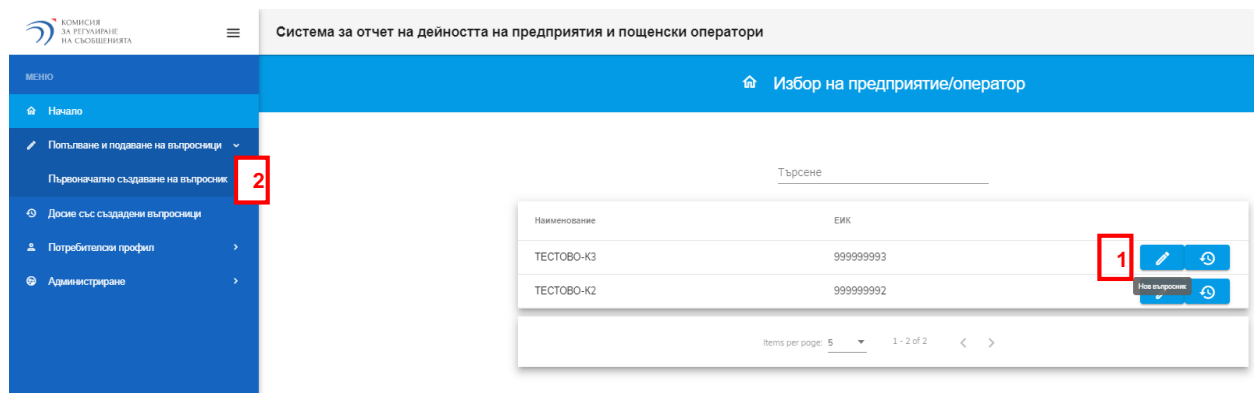 КОМИСИЯ
ЗА РЕГУЛИРАНЕ
НА СЪОБЩЕНИЯТА
Система за отчет на дейността на предприятия и пощенски оператори
МЕНЮ
Избор на предприятие/оператор
Начало
Попълване и подаване на въпросници
Първоначално създаване на въпросник
2
Досие със създадени въпросници
Потребителски профил
Администриране
Търсене
Наименование ЕИК
ТЕСТОВО-К3 999999993
1
Нов въпросник
ТЕСТОВО-К2 999999992
Items per page: 5 1 - 2 of 2